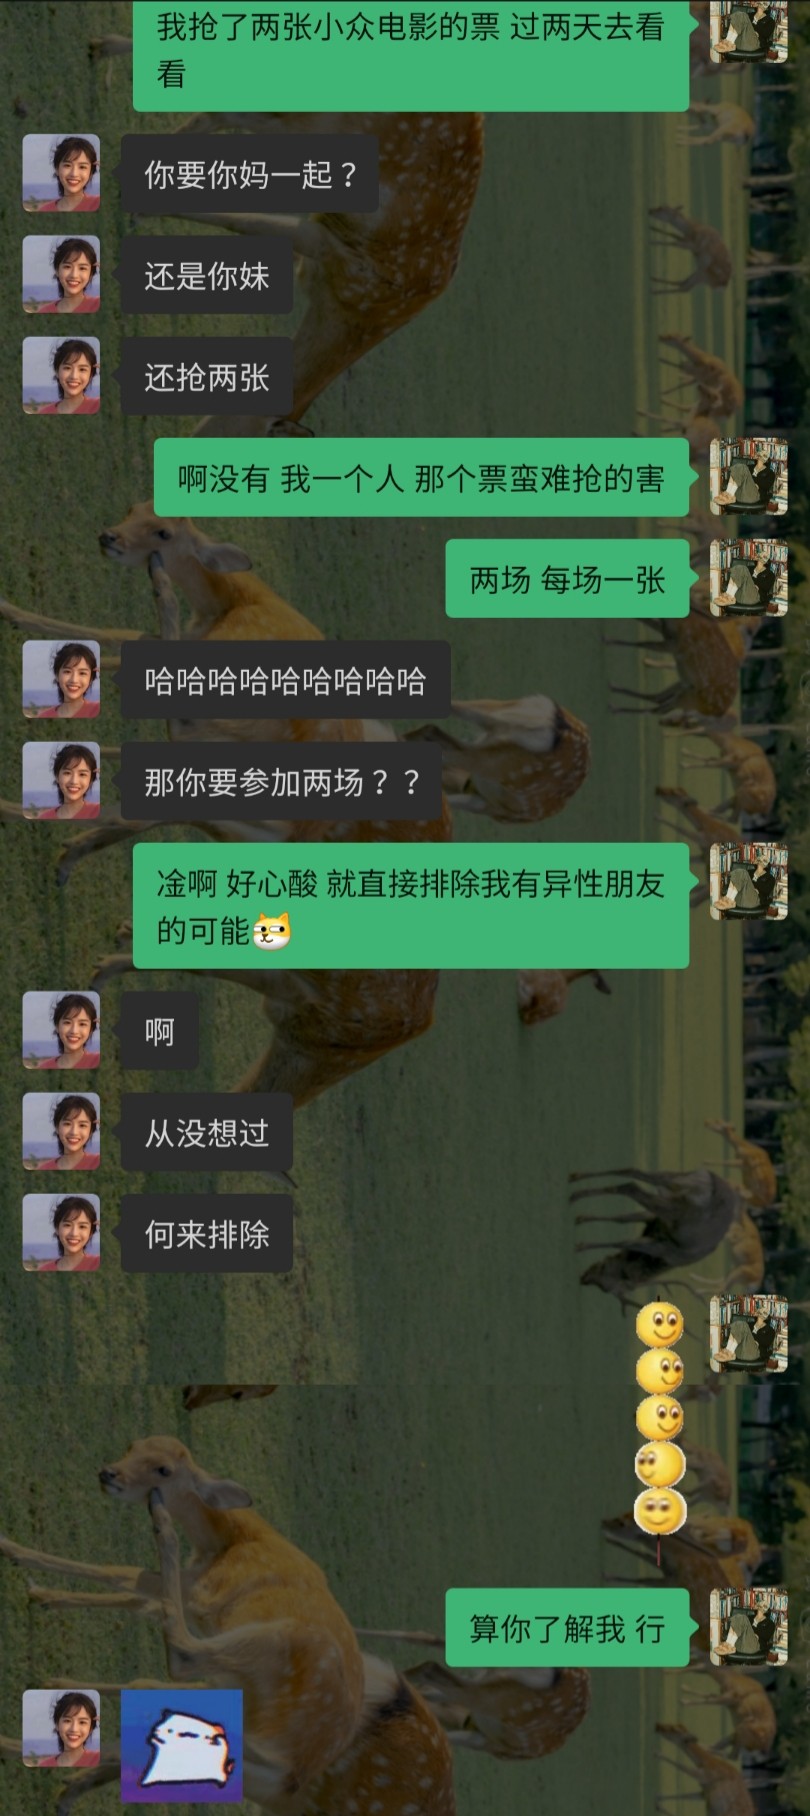 我抢了两张小众电影的票 过两天去看
看
你要你妈一起？
还是你妹
还抢两张
啊没有 我一个人 那个票蛮难抢的害
两场 每场一张
哈哈哈哈哈哈哈哈哈
那你要参加两场？？
淦啊 好心酸 就直接排除我有异性朋友
的可能
啊
从没想过
何来排除
算你了解我 行